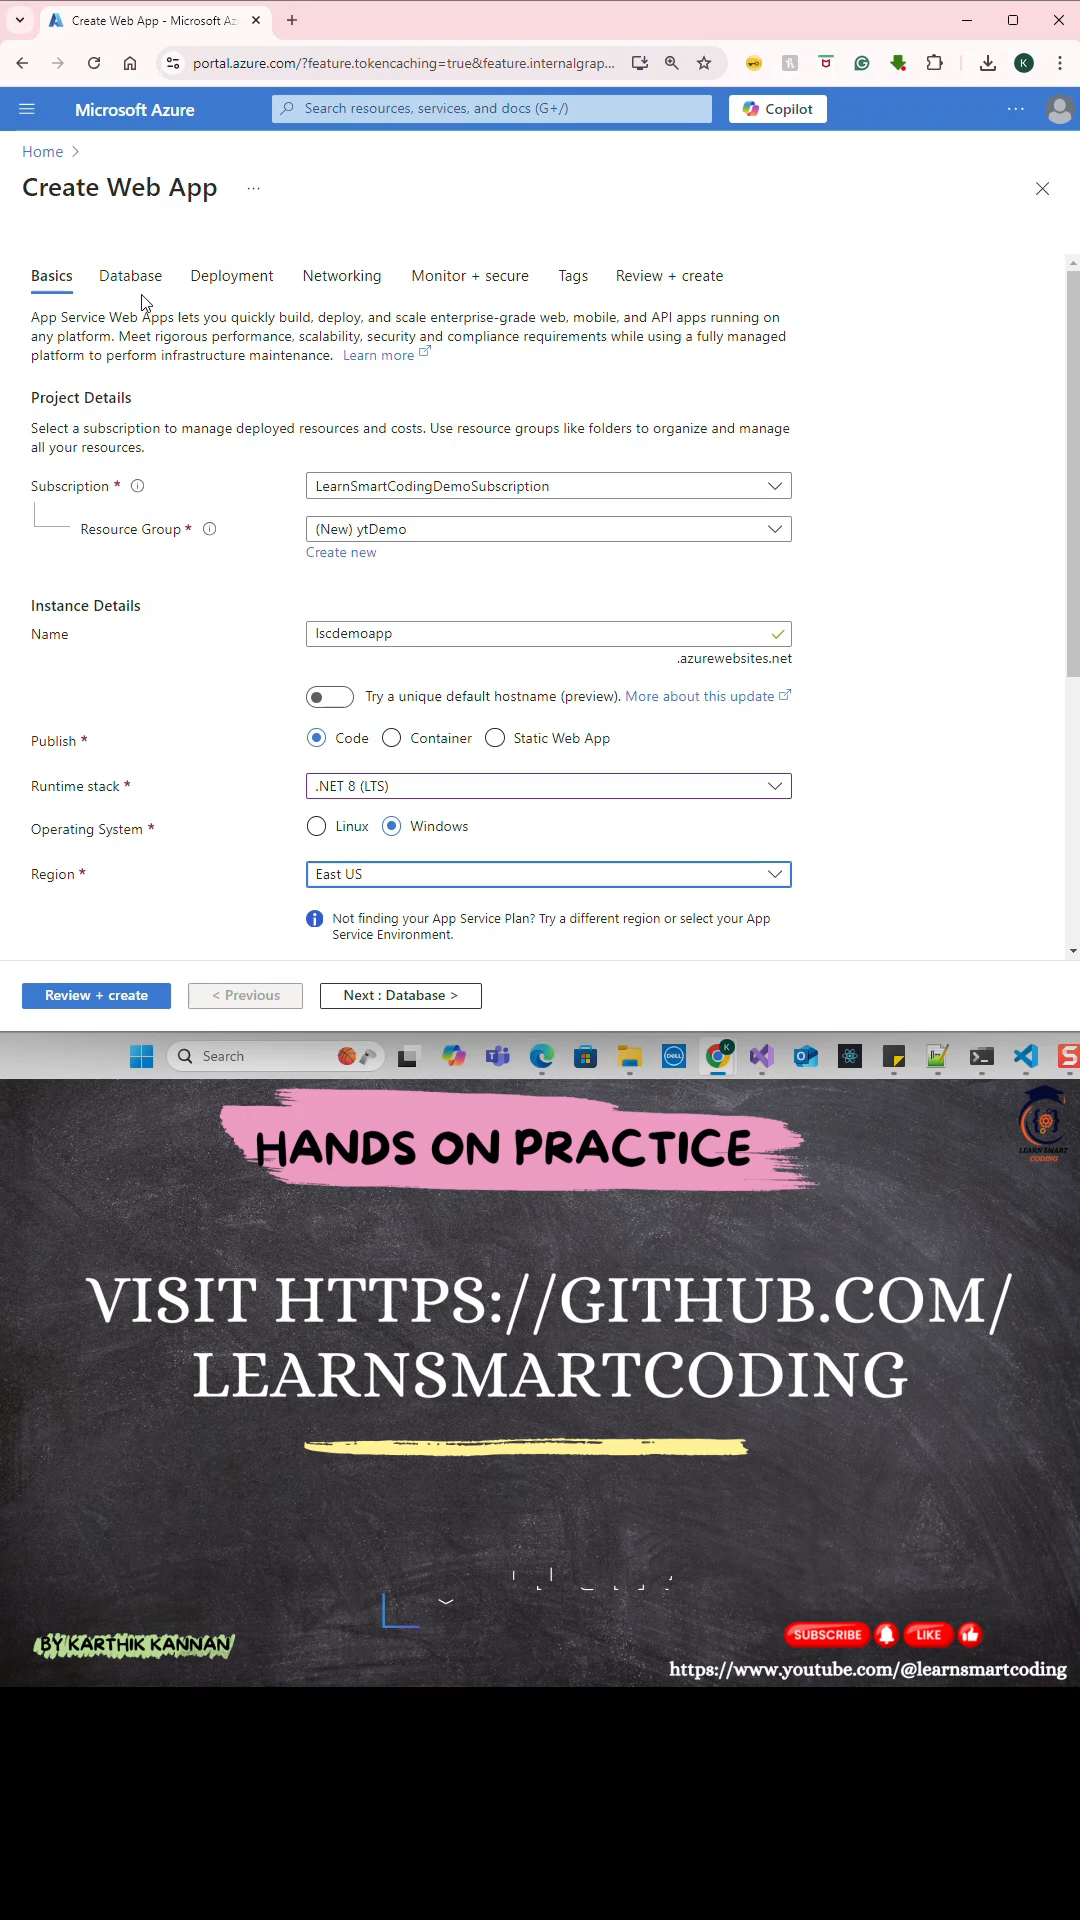 Create Web App - Microsoft Az
portal.azure.com/?feature.tokencaching=true&feature.internalgrap...
K
Microsoft Azure
Search resources, services, and docs (G+/)
Copilot
Home
Create Web App
Basics
Database
Deployment
Networking
Monitor + secure
Tags
Review + create
App Service Web Apps lets you quickly build, deploy, and scale enterprise-grade web, mobile, and API apps running on
any platform. Meet rigorous performance, scalability, security and compliance requirements while using a fully managed
platform to perform infrastructure maintenance. Learn more
Project Details
Select a subscription to manage deployed resources and costs. Use resource groups like folders to organize and manage
all your resources.
Subscription *
LearnSmartCodingDemoSubscription
Resource Group *
(New) ytDemo
Create new
Instance Details
Name
lscdemoapp
.azurewebsites.net
Try a unique default hostname (preview). More about this update
Publish *
Code
Container
Static Web App
Runtime stack *
.NET 8 (LTS)
Operating System *
Linux
Windows
Region *
East US
Not finding your App Service Plan? Try a different region or select your App
Service Environment.
Review + create
< Previous
Next : Database >
Search
DELL
K
HANDS ON PRACTICE
LEARN SMART
CODING
VISIT HTTPS://GITHUB.COM/
LEARNSMARTCODING
BY KARTHIK KANNAN
SUBSCRIBE
LIKE
https://www.youtube.com/@learnsmartcoding